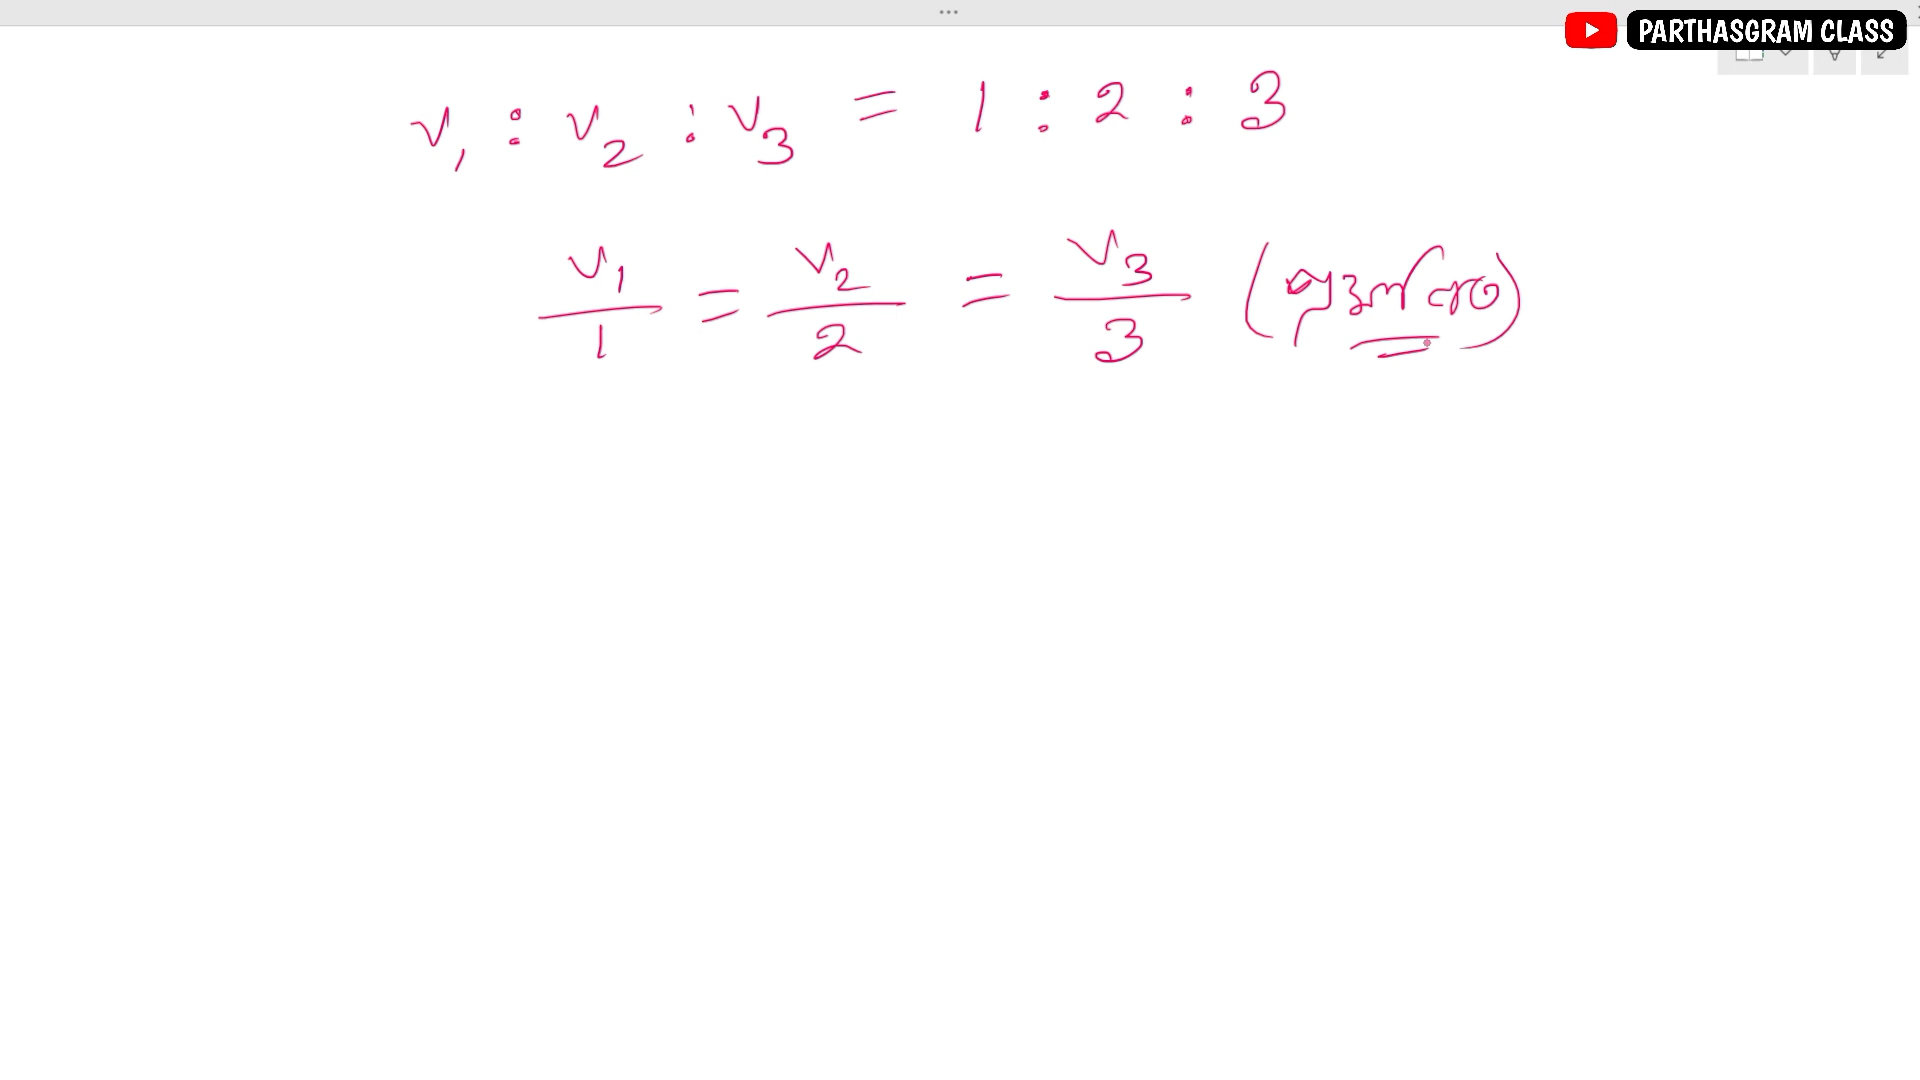 PARTHASGRAM CLASS
v₁ : v₂ : v₃ = 1 : 2 : 3
v₁/1 = v₂/2 = v₃/3